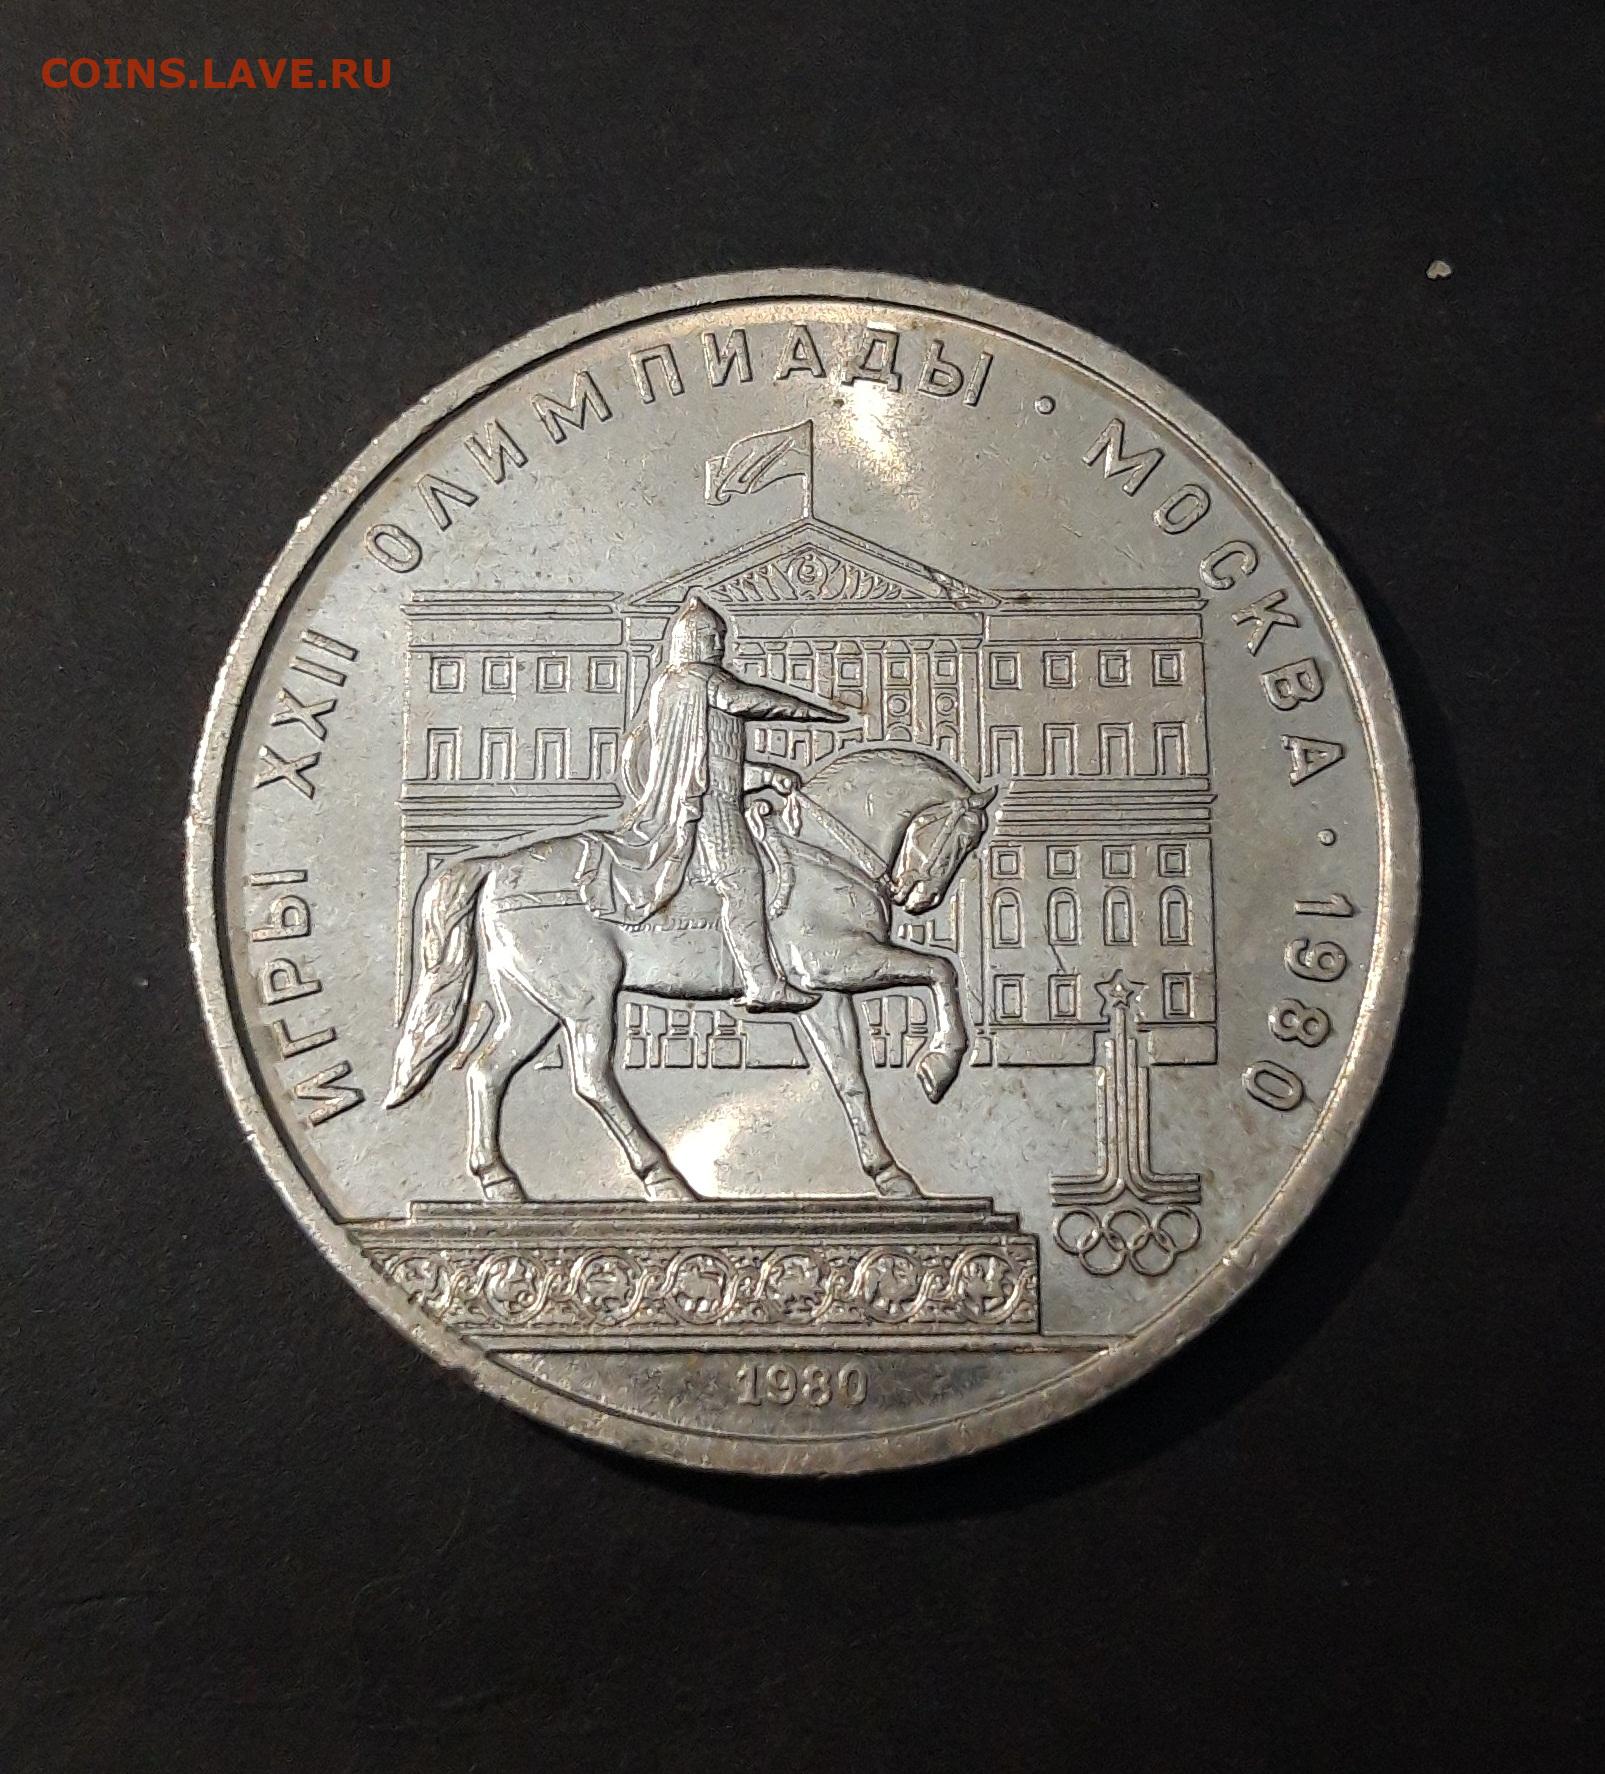 COINS.LAVE.RU
ИГРЫ XXII ОЛИМПИАДЫ · МОСКВА · 1980
1980